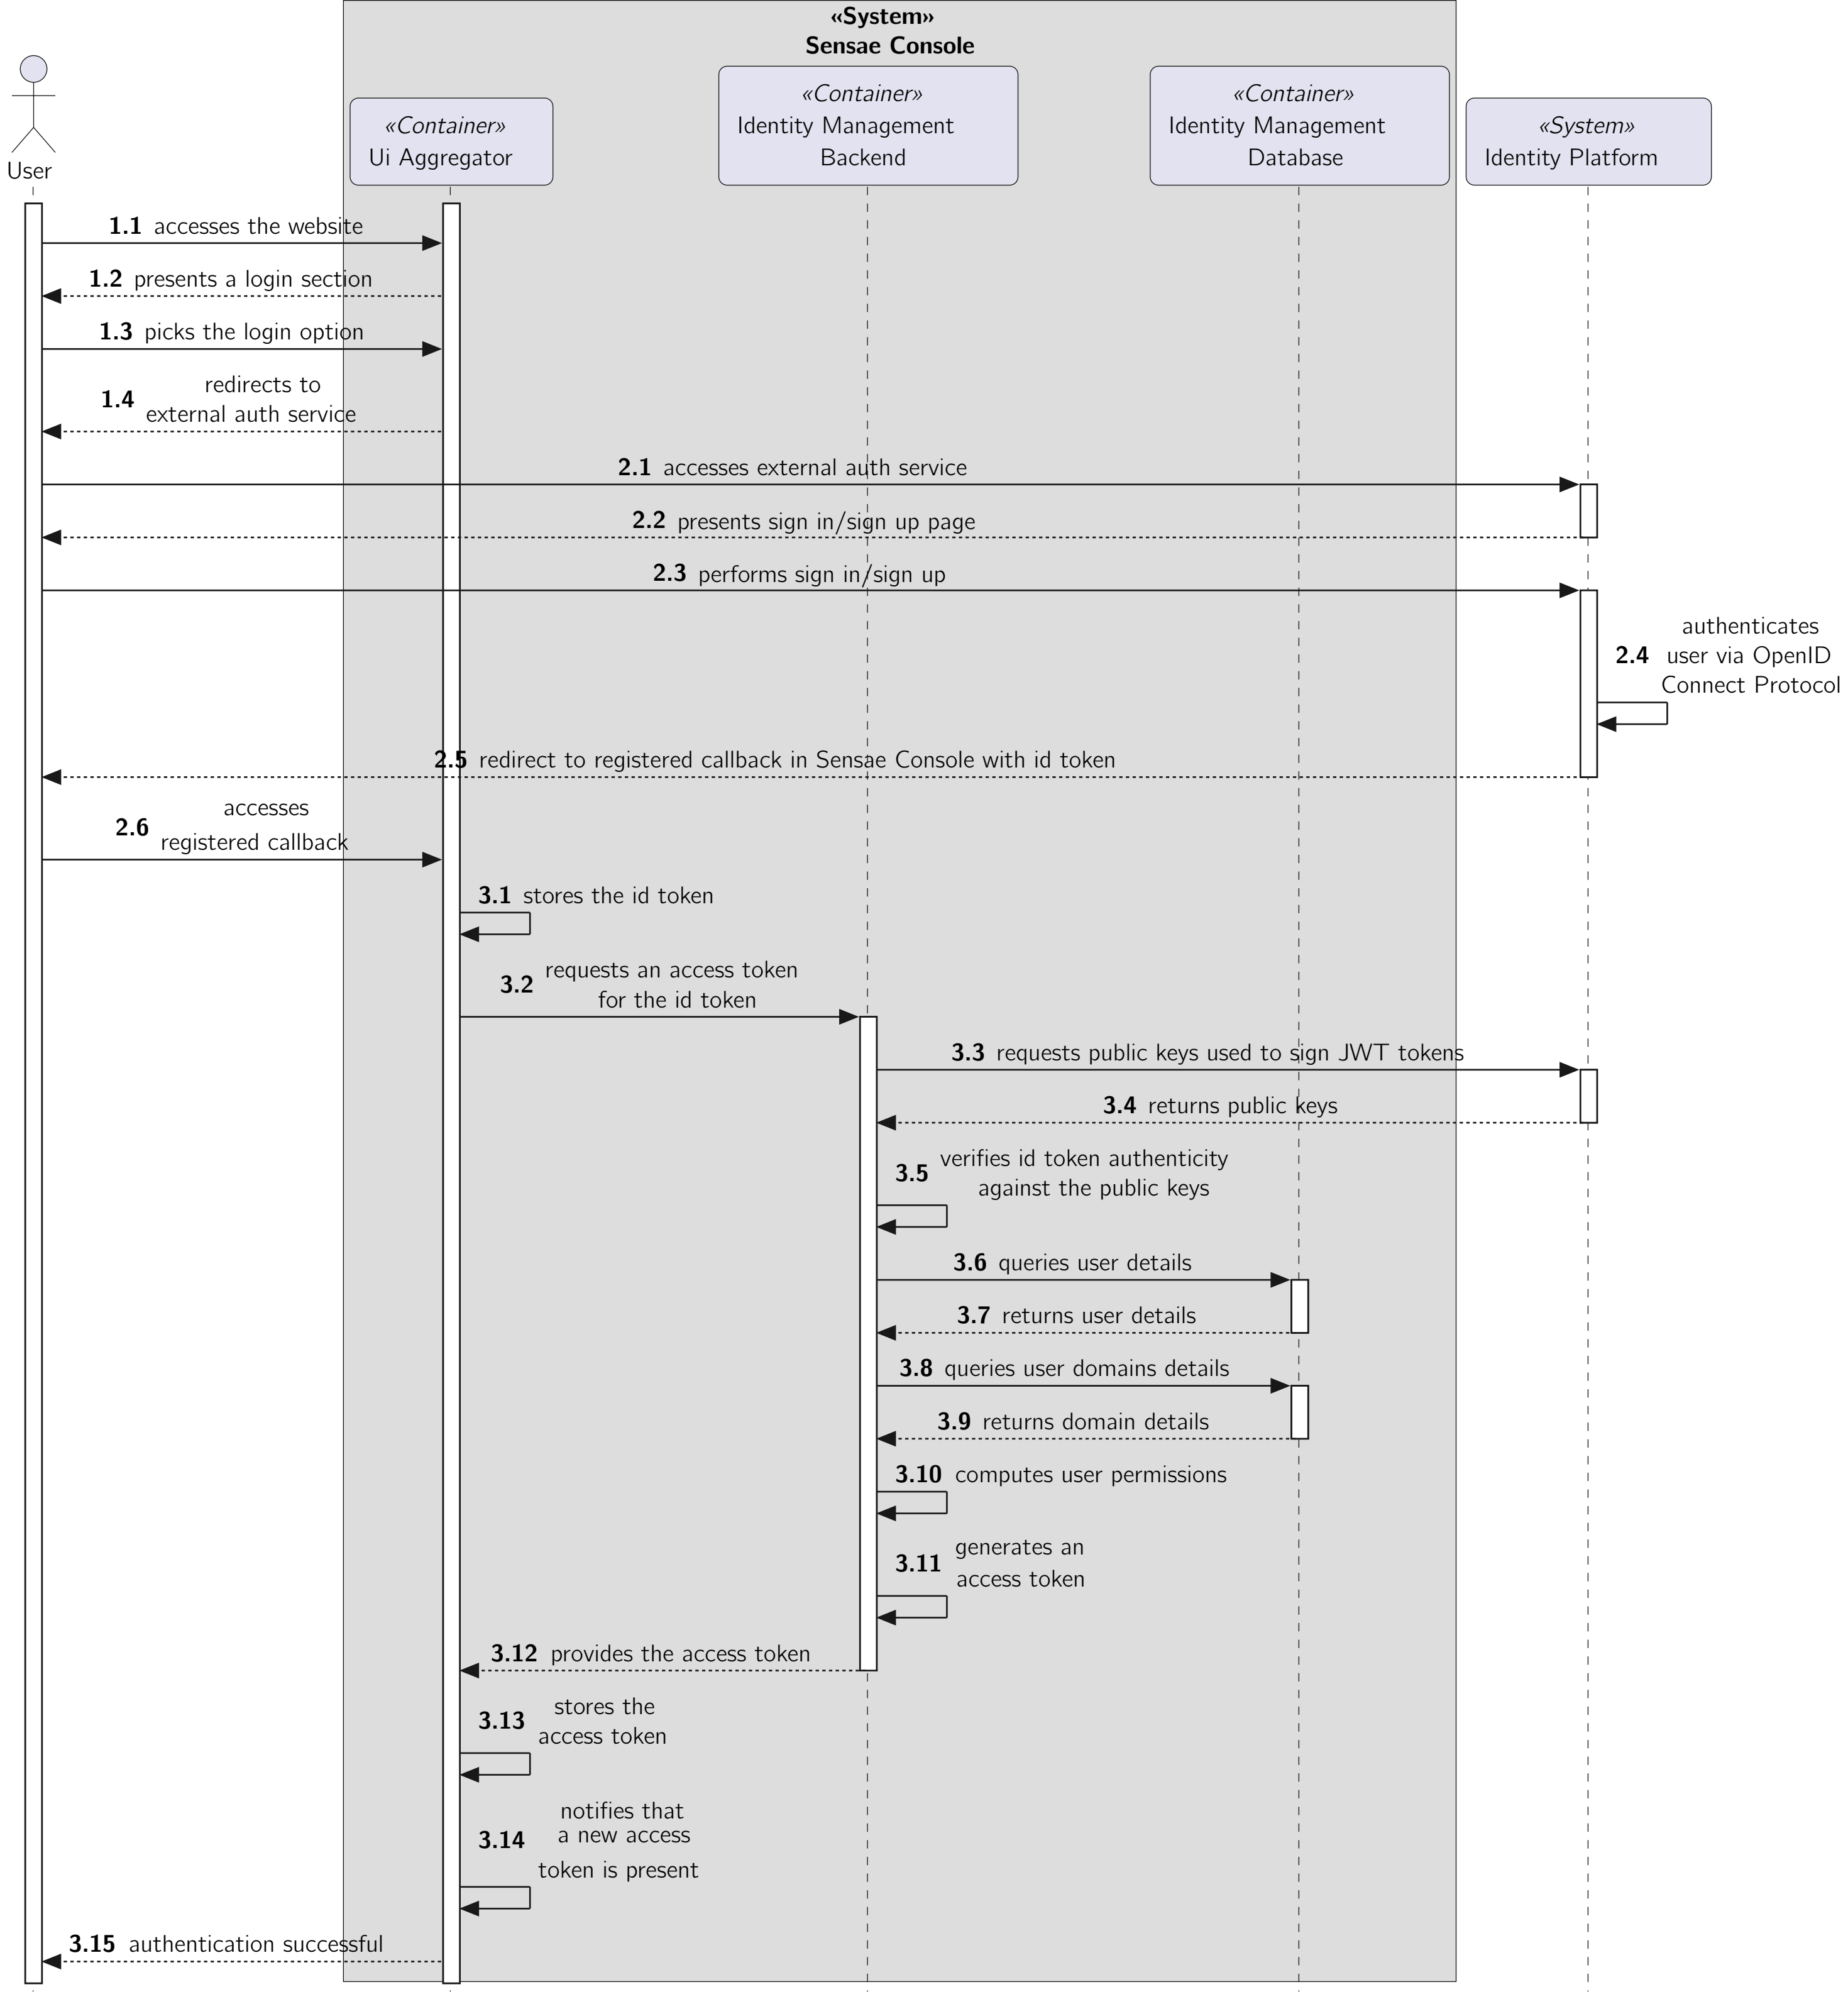 «System»
Sensae Console
User
«Container»
Ui Aggregator
«Container»
Identity Management
Backend
«Container»
Identity Management
Database
«System»
Identity Platform
1.1 accesses the website
1.2 presents a login section
1.3 picks the login option
1.4 redirects to
external auth service
2.1 accesses external auth service
2.2 presents sign in/sign up page
2.3 performs sign in/sign up
2.4 authenticates
user via OpenID
Connect Protocol
2.5 redirect to registered callback in Sensae Console with id token
2.6 accesses
registered callback
3.1 stores the id token
3.2 requests an access token
for the id token
3.3 requests public keys used to sign JWT tokens
3.4 returns public keys
3.5 verifies id token authenticity
against the public keys
3.6 queries user details
3.7 returns user details
3.8 queries user domains details
3.9 returns domain details
3.10 computes user permissions
3.11 generates an
access token
3.12 provides the access token
3.13 stores the
access token
3.14 notifies that
a new access
token is present
3.15 authentication successful